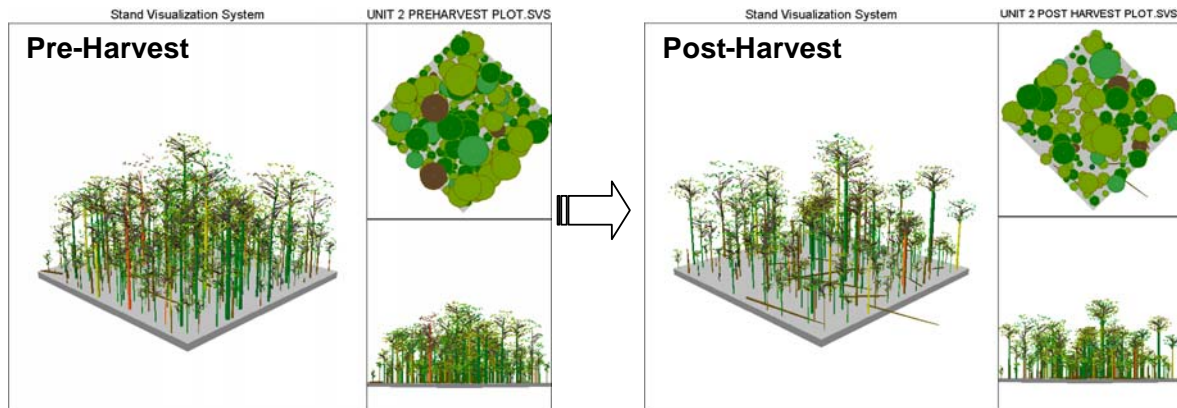 Stand Visualization System
UNIT 2 PREHARVEST PLOT.SVS
Pre-Harvest
Stand Visualization System
UNIT 2 POST HARVEST PLOT.SVS
Post-Harvest